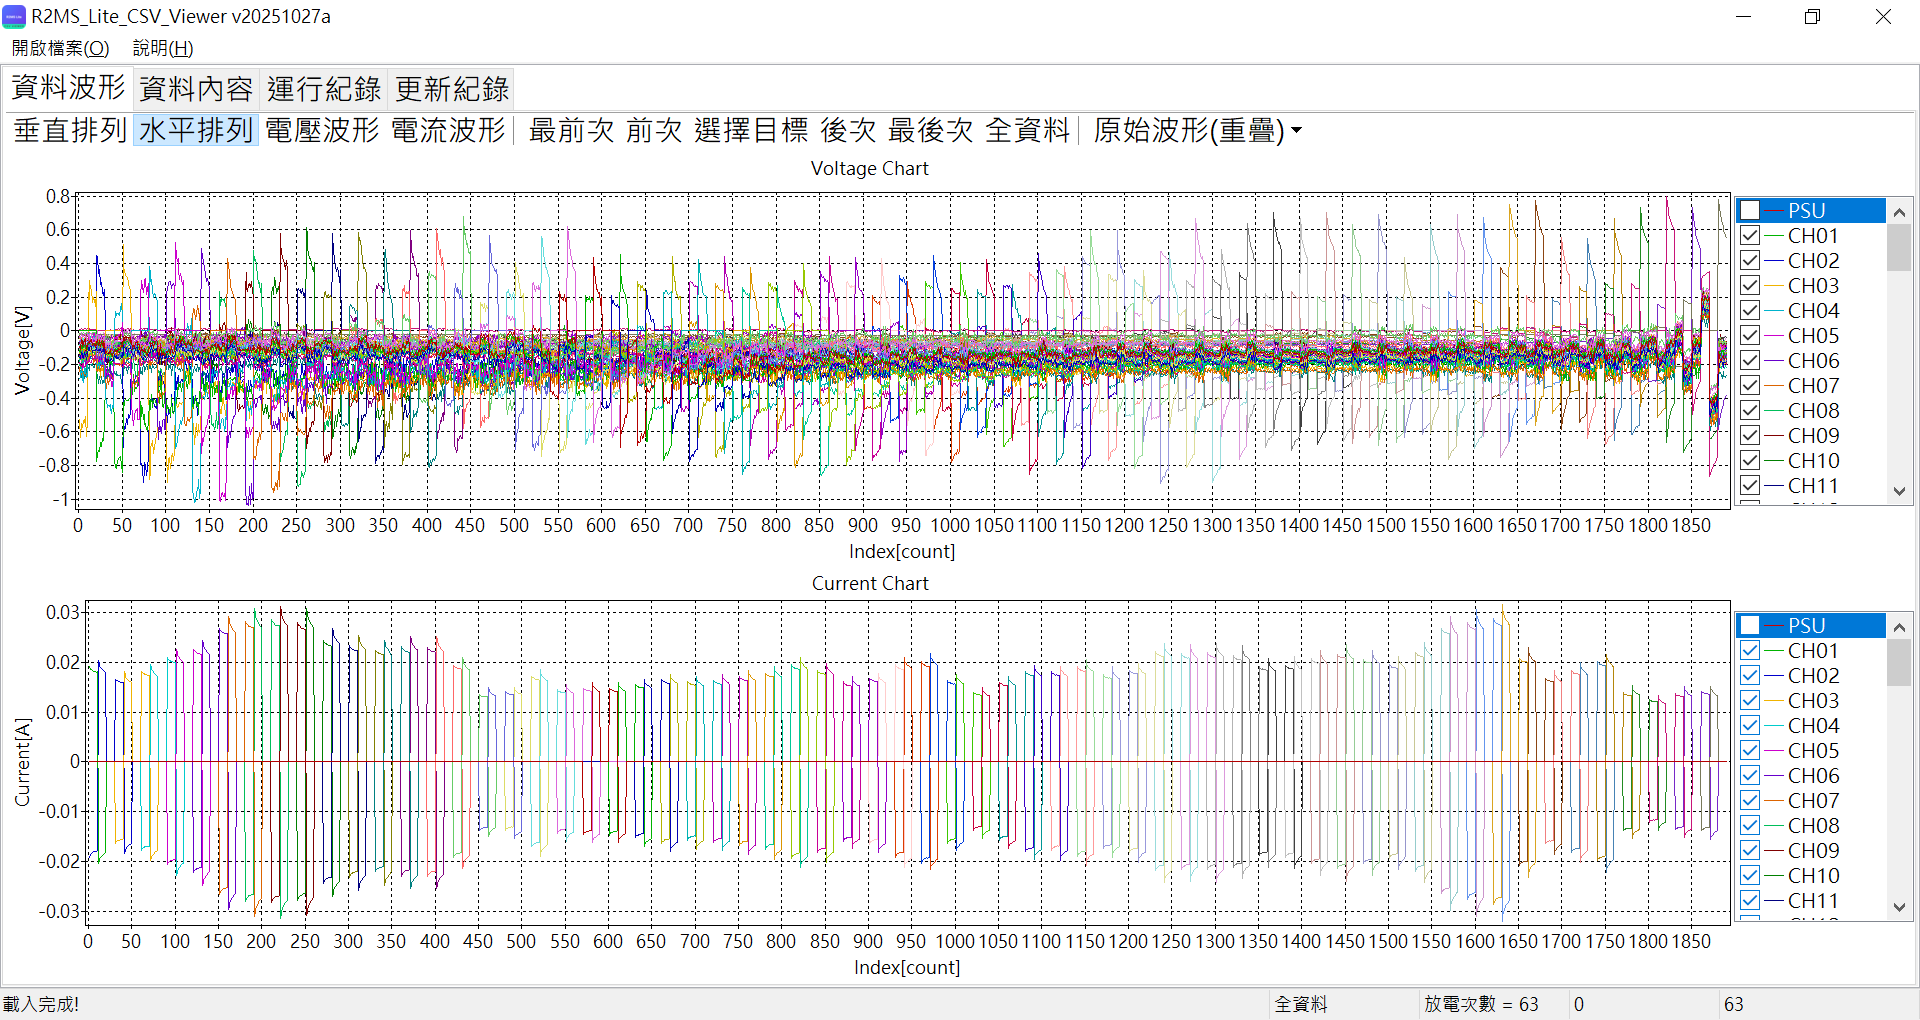 R2MS_Lite_CSV_Viewer v20251027a
開啟檔案(O) 說明(H)
資料波形 資料內容 運行紀錄 更新紀錄
垂直排列 水平排列 電壓波形 電流波形 最前次 前次 選擇目標 後次 最後次 全資料 原始波形(重疊)
Voltage Chart
0.8
0.6
0.4
0.2
0
-0.2
-0.4
-0.6
-0.8
-1
Voltage[V]
0 50 100 150 200 250 300 350 400 450 500 550 600 650 700 750 800 850 900 950 1000 1050 1100 1150 1200 1250 1300 1350 1400 1450 1500 1550 1600 1650 1700 1750 1800 1850
Index[count]
PSU
CH01
CH02
CH03
CH04
CH05
CH06
CH07
CH08
CH09
CH10
CH11
Current Chart
0.03
0.02
0.01
0
-0.01
-0.02
-0.03
Current[A]
0 50 100 150 200 250 300 350 400 450 500 550 600 650 700 750 800 850 900 950 1000 1050 1100 1150 1200 1250 1300 1350 1400 1450 1500 1550 1600 1650 1700 1750 1800 1850
Index[count]
PSU
CH01
CH02
CH03
CH04
CH05
CH06
CH07
CH08
CH09
CH10
CH11
載入完成! 全資料 放電次數 = 63 0 63